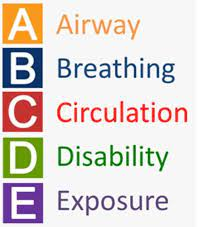 A Airway
B Breathing
C Circulation
D Disability
E Exposure